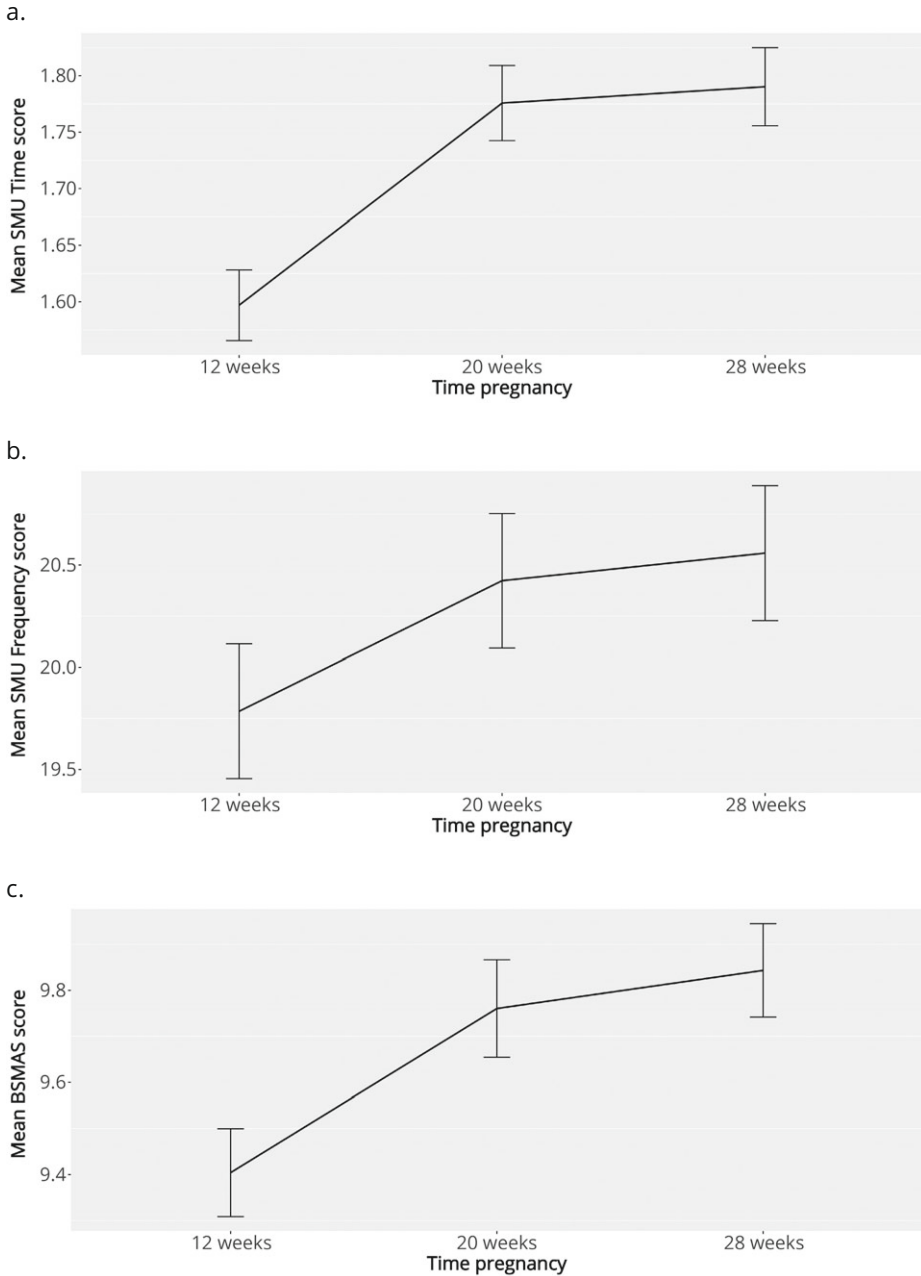 a.
Mean SMU Time score
1.80
1.75
1.70
1.65
1.60
12 weeks 20 weeks 28 weeks
Time pregnancy
b.
Mean SMU Frequency score
20.5
20.0
19.5
12 weeks 20 weeks 28 weeks
Time pregnancy
c.
Mean BSMAS score
9.8
9.6
9.4
12 weeks 20 weeks 28 weeks
Time pregnancy